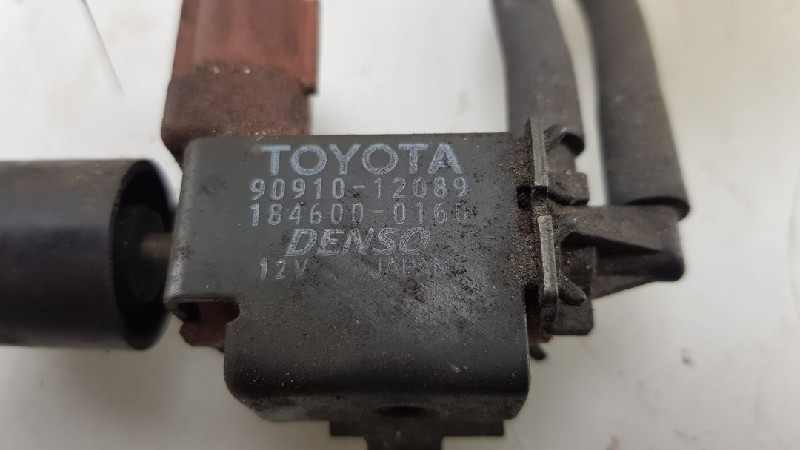 TOYOTA
90910-12089
184600-0160
DENSO
12V JAPAN